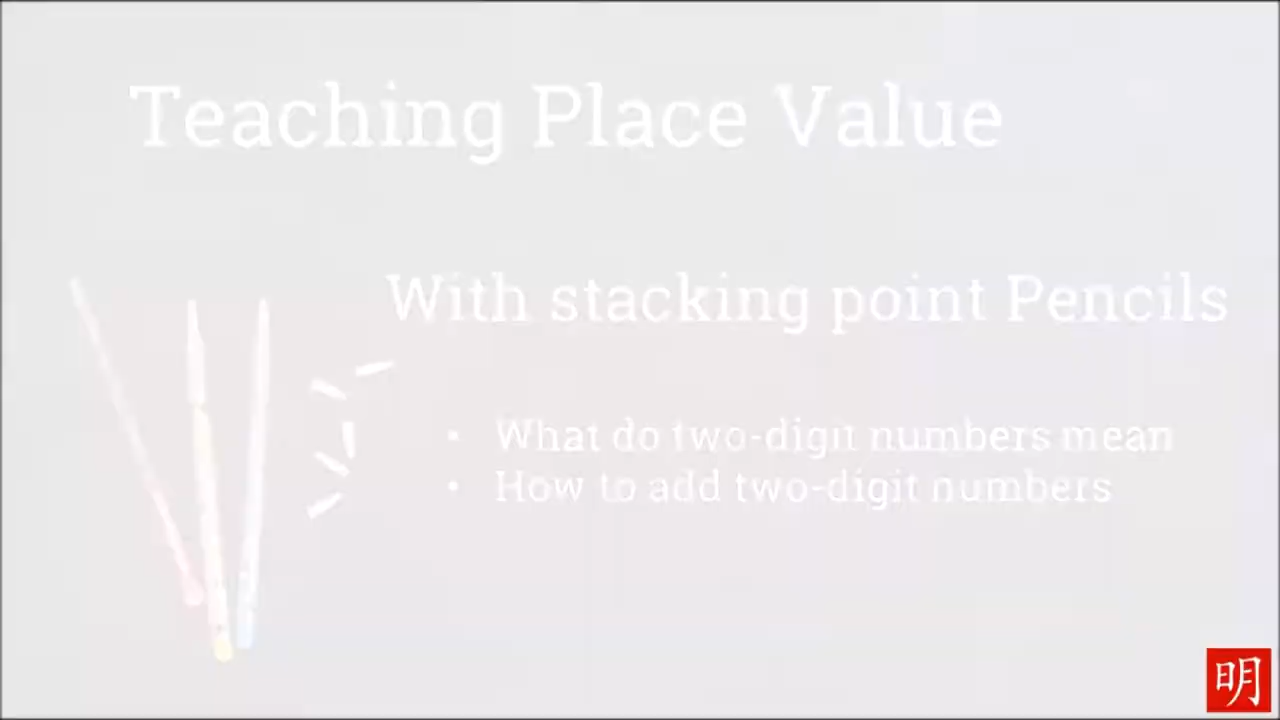 Teaching Place Value
With stacking point Pencils
• What do two-digit numbers mean
• How to add two-digit numbers
明